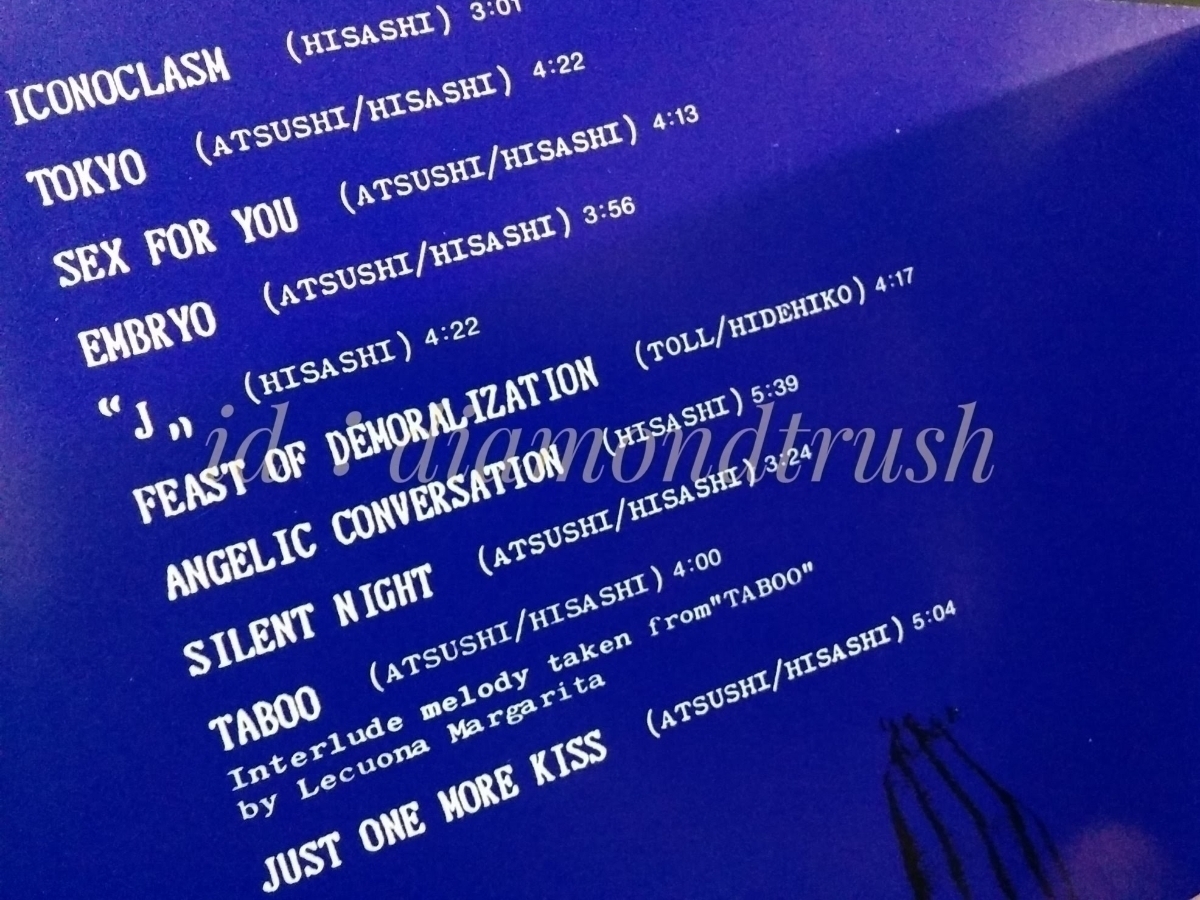 ICONOCLASM (HISASHI) 3:01
TOKYO (ATSUSHI/HISASHI) 4:22
SEX FOR YOU (ATSUSHI/HISASHI) 4:13
EMBRYO (ATSUSHI/HISASHI) 3:56
“J„ (HISASHI) 4:22
FEAST OF DEMORALIZATION (TOLL/HIDEHIKO) 4:17
ANGELIC CONVERSATION (HISASHI) 5:39
SILENT NIGHT (ATSUSHI/HISASHI) 3:24
TABOO (ATSUSHI/HISASHI) 4:00
Interlude melody taken from"TABOO"
by Lecuona Margarita
JUST ONE MORE KISS (ATSUSHI/HISASHI) 5:04
id : diamondtrush